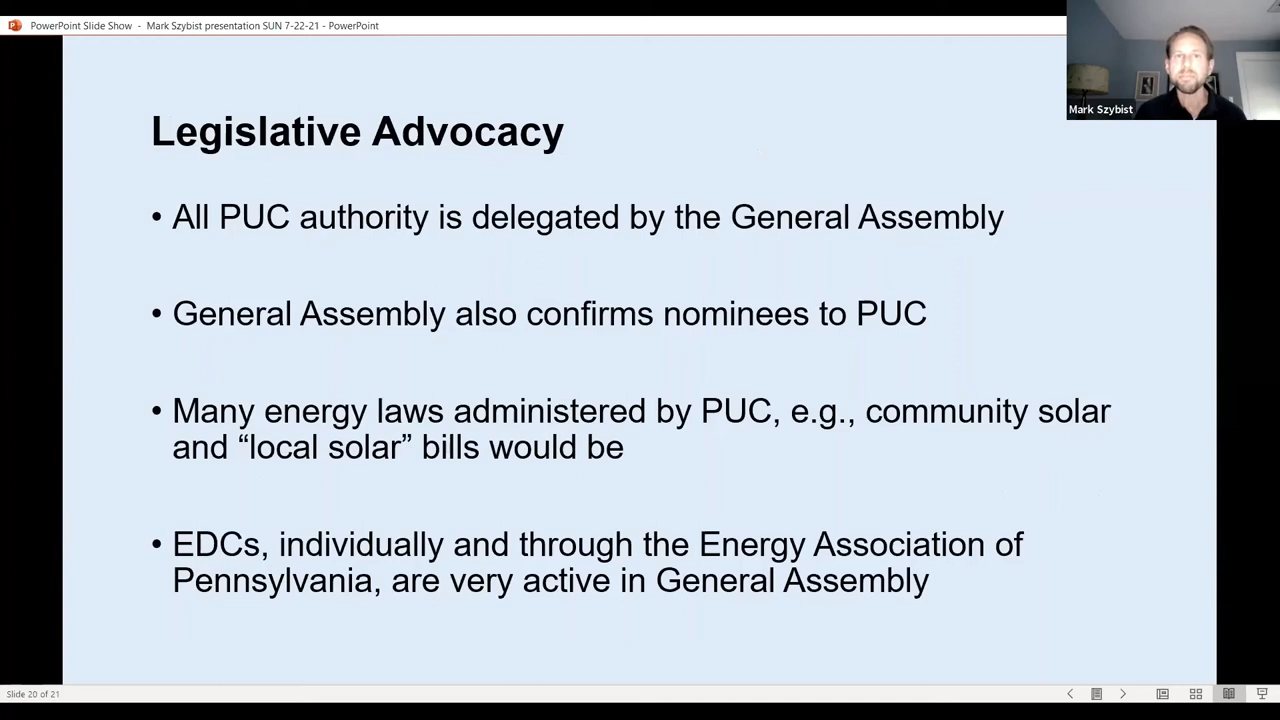 PowerPoint Slide Show - Mark Szybist presentation SUN 7-22-21 - PowerPoint
Mark Szybist
Legislative Advocacy
• All PUC authority is delegated by the General Assembly
• General Assembly also confirms nominees to PUC
• Many energy laws administered by PUC, e.g., community solar
and “local solar” bills would be
• EDCs, individually and through the Energy Association of
Pennsylvania, are very active in General Assembly
Slide 20 of 21